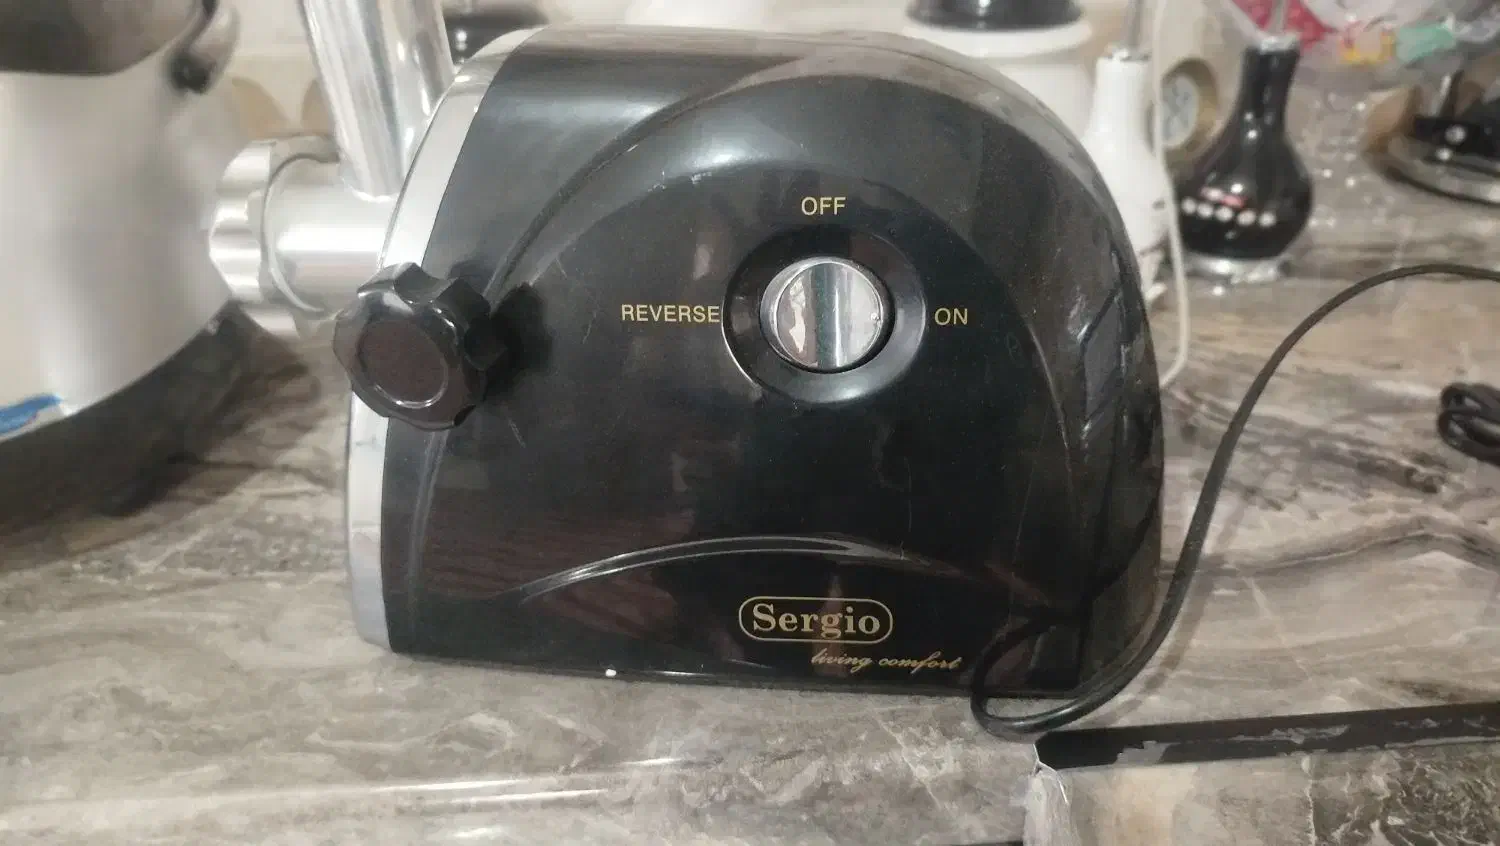 OFF
REVERSE ON
Sergio
living comfort